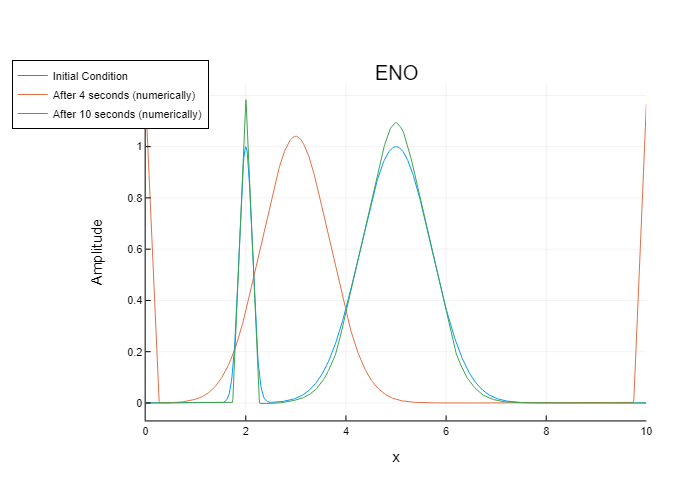 ENO
Initial Condition
After 4 seconds (numerically)
After 10 seconds (numerically)
1
0.8
0.6
0.4
0.2
0
Amplitude
0 2 4 6 8 10
x